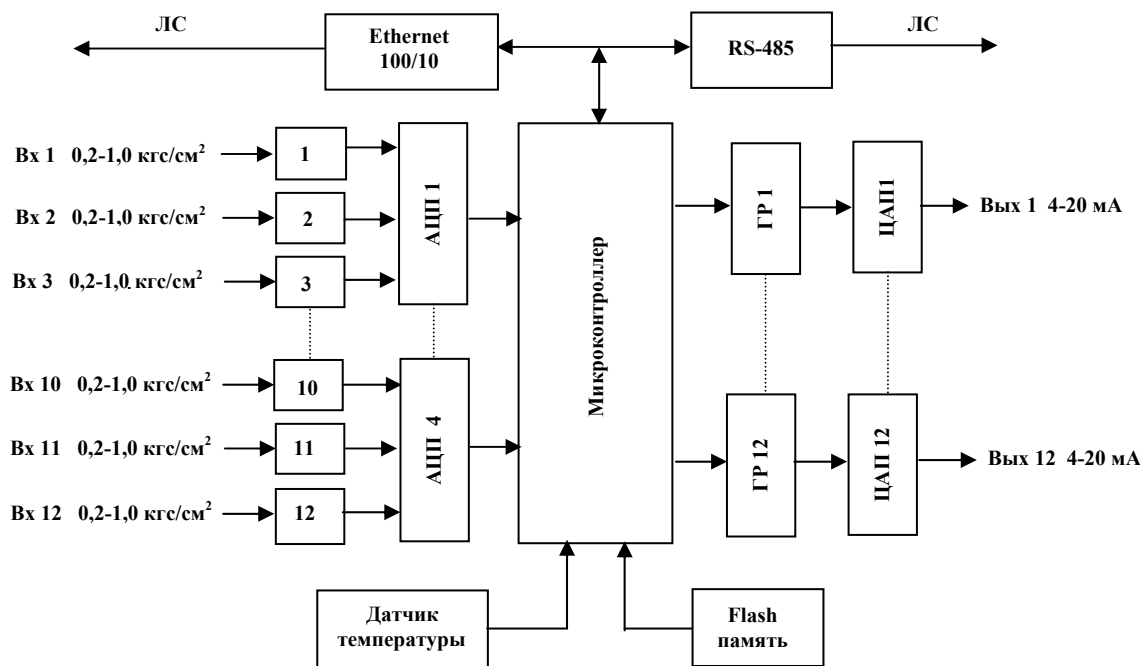 ЛС
Ethernet
100/10
RS-485
ЛС
Вх 1 0,2-1,0 кгс/см²
1
Вх 2 0,2-1,0 кгс/см²
2
Вх 3 0,2-1,0 кгс/см²
3
АЦП 1
Вх 10 0,2-1,0 кгс/см²
10
Вх 11 0,2-1,0 кгс/см²
11
Вх 12 0,2-1,0 кгс/см²
12
АЦП 4
Микроконтроллер
ГР 1
ЦАП1
Вых 1 4-20 мА
ГР 12
ЦАП 12
Вых 12 4-20 мА
Датчик
температуры
Flash
память